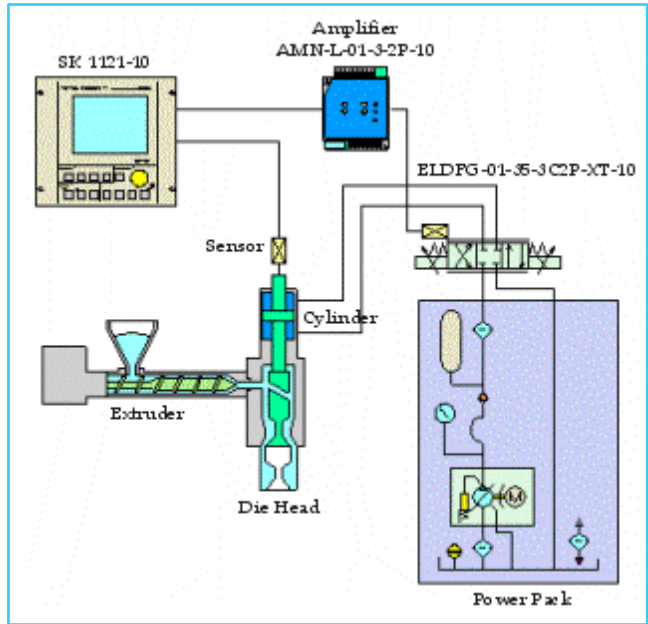 Amplifier
AMN-L-01-3-2P-10
SK 1121-10
ELDFG-01-35-3C2P-XT-10
Sensor
Cylinder
Extruder
Die Head
M
Power Pack